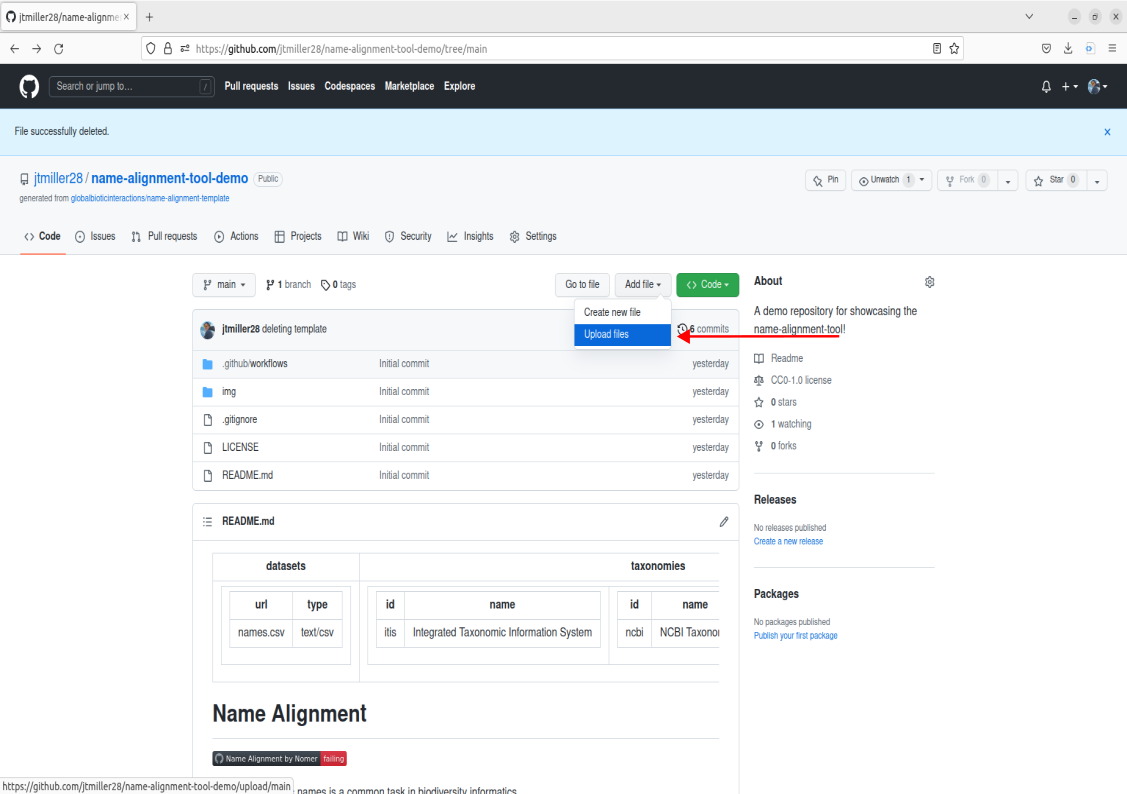 jtmiller28/name-alignme
https://github.com/jtmiller28/name-alignment-tool-demo/tree/main
Search or jump to... /
Pull requests Issues Codespaces Marketplace Explore
File successfully deleted.
jtmiller28 / name-alignment-tool-demo Public
Pin Unwatch 1 Fork 0 Star 0
generated from globalbioticinteractions/name-alignment-template
Code Issues Pull requests Actions Projects Wiki Security Insights Settings
main 1 branch 0 tags Go to file Add file Code
Create new file
Upload files
jtmiller28 deleting template 6 commits
.github/workflows Initial commit yesterday
img Initial commit yesterday
.gitignore Initial commit yesterday
LICENSE Initial commit yesterday
README.md Initial commit yesterday
About
A demo repository for showcasing the
name-alignment-tool!
Readme
CC0-1.0 license
0 stars
1 watching
0 forks
Releases
No releases published
Create a new release
Packages
No packages published
Publish your first package
README.md
datasets taxonomies
url type id name id name
names.csv text/csv itis Integrated Taxonomic Information System ncbi NCBI Taxonor
Name Alignment
Name Alignment by Nomer failing
names is a common task in biodiversity informatics
https://github.com/jtmiller28/name-alignment-tool-demo/upload/main